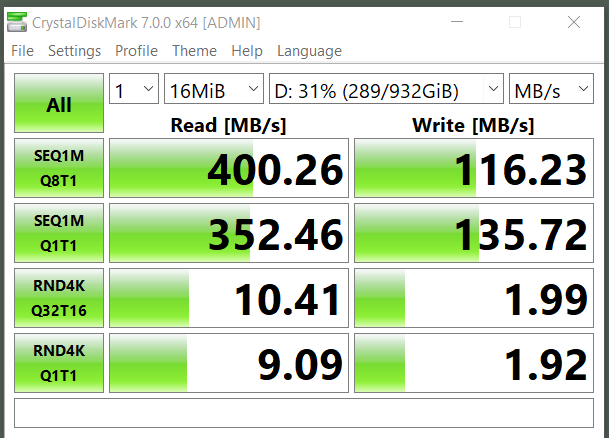 CrystalDiskMark 7.0.0 x64 [ADMIN]
File Settings Profile Theme Help Language
All 1 16MiB D: 31% (289/932GiB) MB/s
Read [MB/s] Write [MB/s]
SEQ1M
Q8T1 400.26 116.23
SEQ1M
Q1T1 352.46 135.72
RND4K
Q32T16 10.41 1.99
RND4K
Q1T1 9.09 1.92